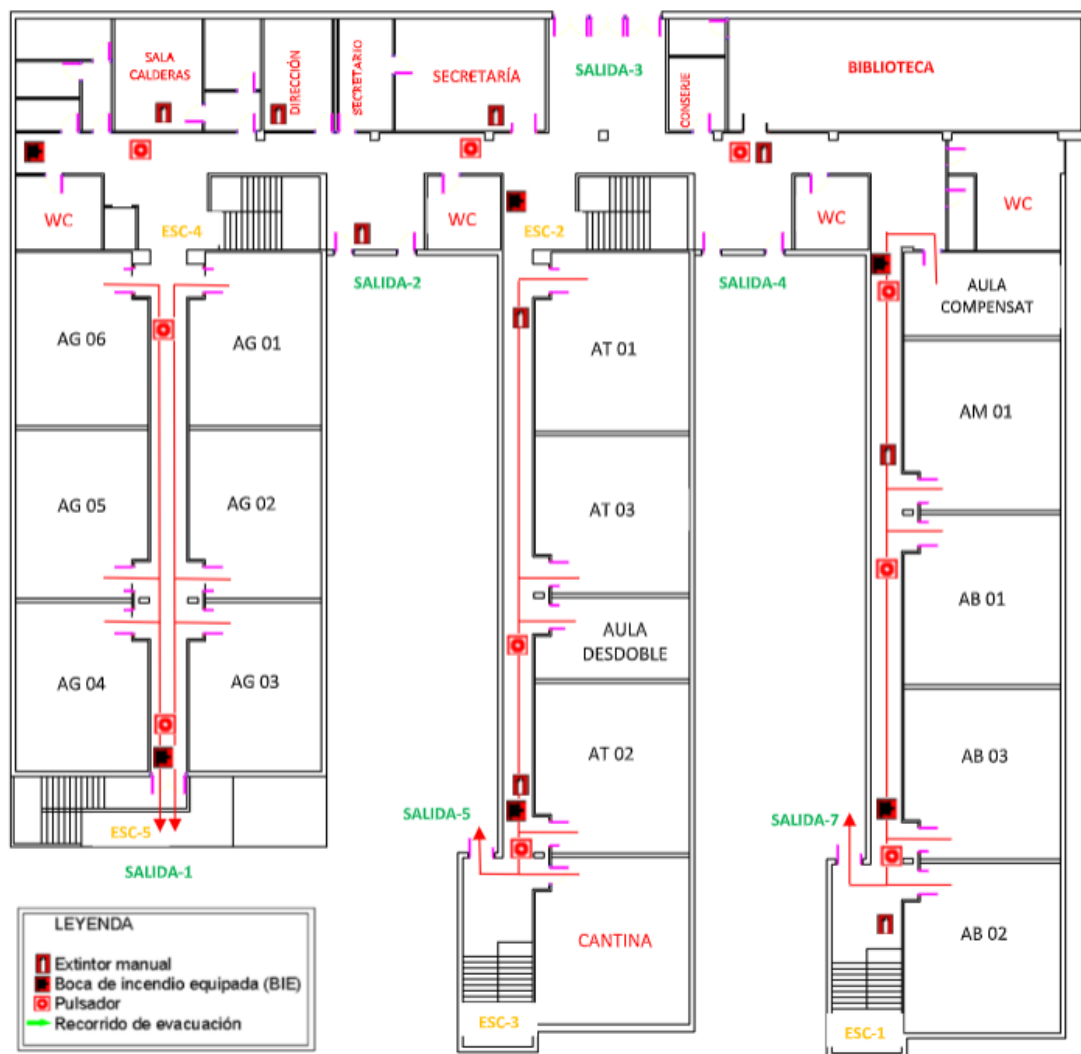 SALA
CALDERAS
DIRECCIÓN
SECRETARIO
SECRETARÍA
SALIDA-3
CONSERJE
BIBLIOTECA
WC
ESC-4
WC
ESC-2
WC
WC
SALIDA-2
SALIDA-4
AULA
COMPENSAT
AG 06
AG 01
AT 01
AM 01
AG 05
AG 02
AT 03
AB 01
AULA
DESDOBLE
AG 04
AG 03
AT 02
AB 03
SALIDA-5
SALIDA-7
ESC-5
SALIDA-1
CANTINA
AB 02
ESC-3
ESC-1
LEYENDA
Extintor manual
Boca de incendio equipada (BIE)
Pulsador
Recorrido de evacuación